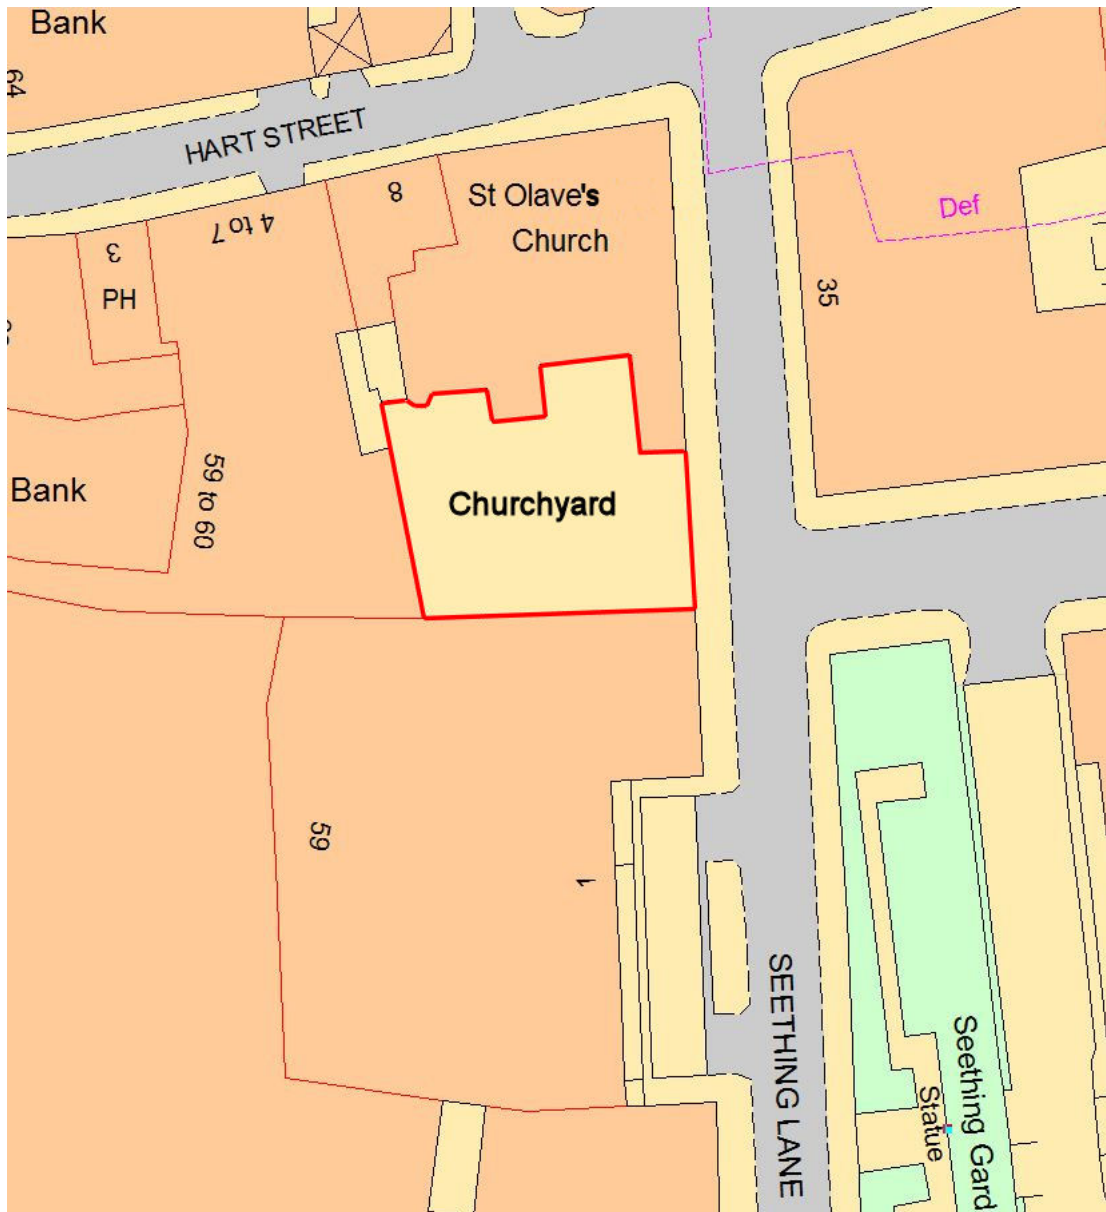 Bank
64
HART STREET
8
St Olave's
Church
4 to 7
3
PH
Def
35
59 to 60
Bank
Churchyard
59
1
SEETHING LANE
Seething Gard
Statue